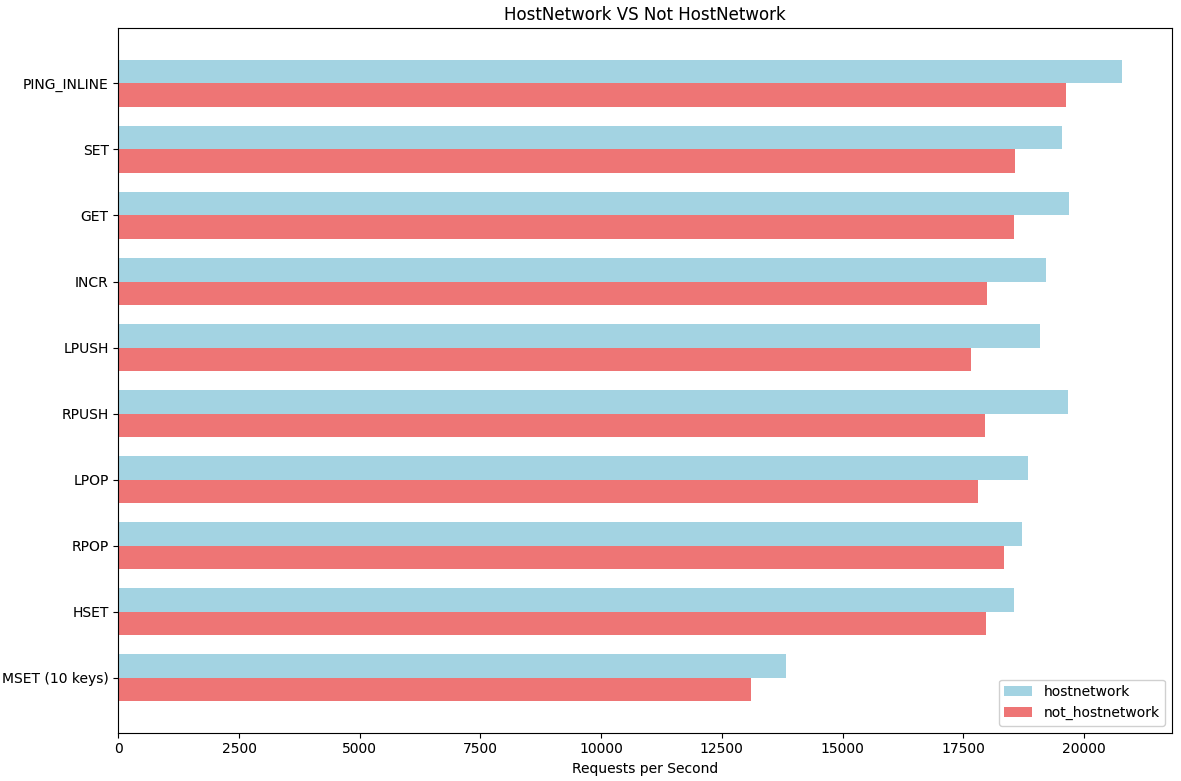 HostNetwork VS Not HostNetwork
PING_INLINE
SET
GET
INCR
LPUSH
RPUSH
LPOP
RPOP
HSET
MSET (10 keys)
hostnetwork
not_hostnetwork
0 2500 5000 7500 10000 12500 15000 17500 20000
Requests per Second